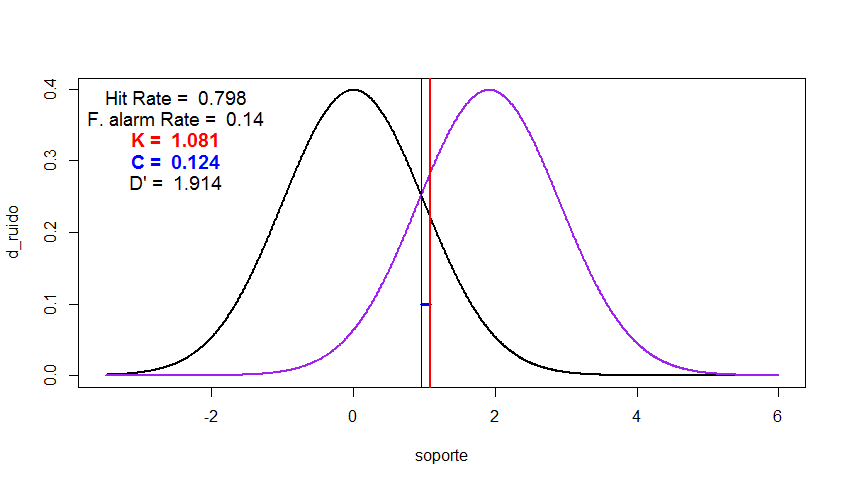 Hit Rate =  0.798
F. alarm Rate =  0.14
K =  1.081
C =  0.124
D' =  1.914
d_ruido
0.4
0.3
0.2
0.1
0.0
-2 0 2 4 6
soporte